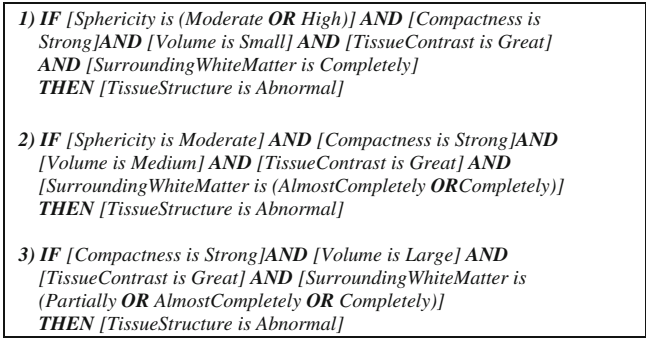 1) IF [Sphericity is (Moderate OR High)] AND [Compactness is
Strong]AND [Volume is Small] AND [TissueContrast is Great]
AND [SurroundingWhiteMatter is Completely]
THEN [TissueStructure is Abnormal]
2) IF [Sphericity is Moderate] AND [Compactness is Strong]AND
[Volume is Medium] AND [TissueContrast is Great] AND
[SurroundingWhiteMatter is (AlmostCompletely ORCompletely)]
THEN [TissueStructure is Abnormal]
3) IF [Compactness is Strong]AND [Volume is Large] AND
[TissueContrast is Great] AND [SurroundingWhiteMatter is
(Partially OR AlmostCompletely OR Completely)]
THEN [TissueStructure is Abnormal]